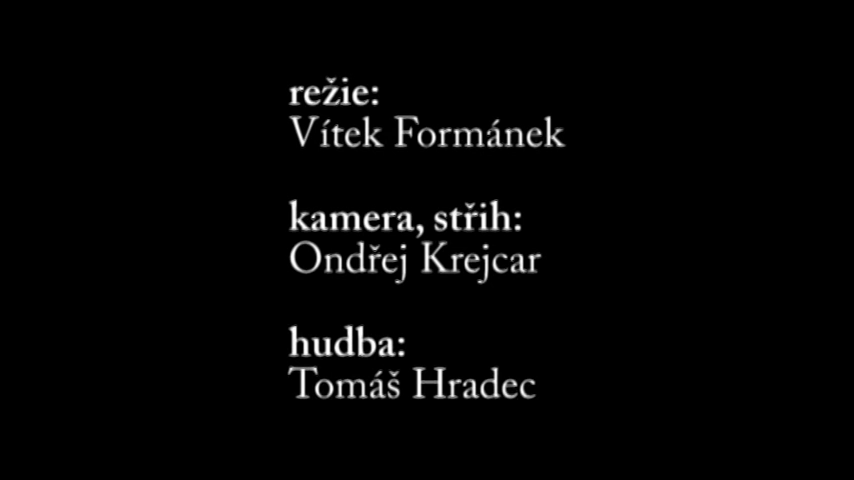 režie:
Vítek Formánek
kamera, střih:
Ondřej Krejcar
hudba:
Tomáš Hradec